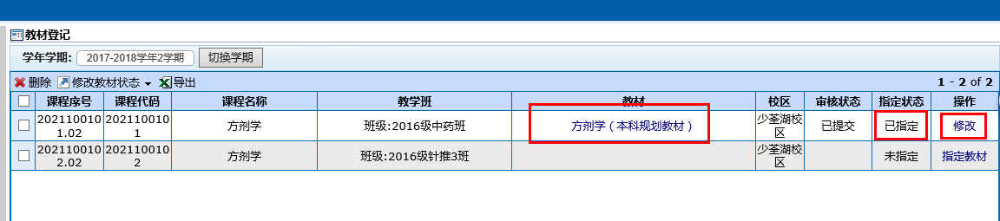 教材登记
学年学期: 2017-2018学年2学期 切换学期
删除 修改教材状态 导出 1 - 2 of 2
课程序号 课程代码 课程名称 教学班 教材 校区 审核状态 指定状态 操作
2021100101.02 2021100101 方剂学 班级:2016级中药班 方剂学（本科规划教材） 少荃湖校区 已提交 已指定 修改
2021100102.02 2021100102 方剂学 班级:2016级针推3班 少荃湖校区 未指定 指定教材